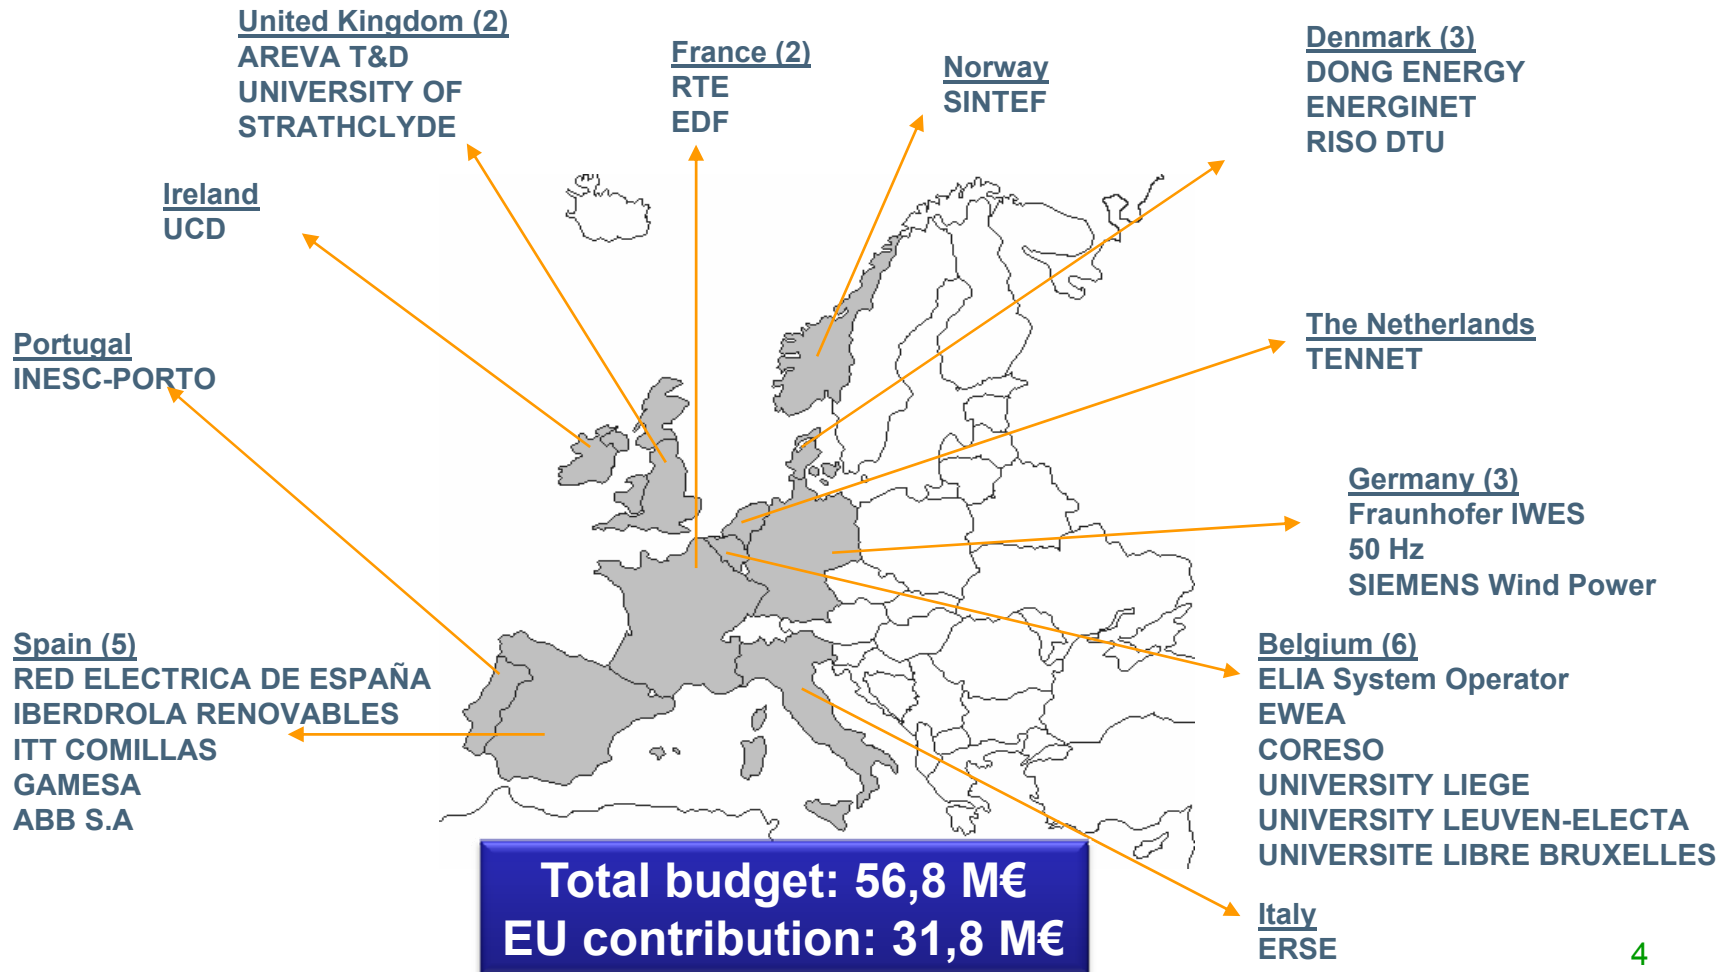 United Kingdom (2)
AREVA T&D
UNIVERSITY OF
STRATHCLYDE
France (2)
RTE
EDF
Norway
SINTEF
Denmark (3)
DONG ENERGY
ENERGINET
RISO DTU
Ireland
UCD
Portugal
INESC-PORTO
The Netherlands
TENNET
Germany (3)
Fraunhofer IWES
50 Hz
SIEMENS Wind Power
Spain (5)
RED ELECTRICA DE ESPAÑA
IBERDROLA RENOVABLES
ITT COMILLAS
GAMESA
ABB S.A
Belgium (6)
ELIA System Operator
EWEA
CORESO
UNIVERSITY LIEGE
UNIVERSITY LEUVEN-ELECTA
UNIVERSITE LIBRE BRUXELLES
Total budget: 56,8 M€
EU contribution: 31,8 M€
Italy
ERSE
4